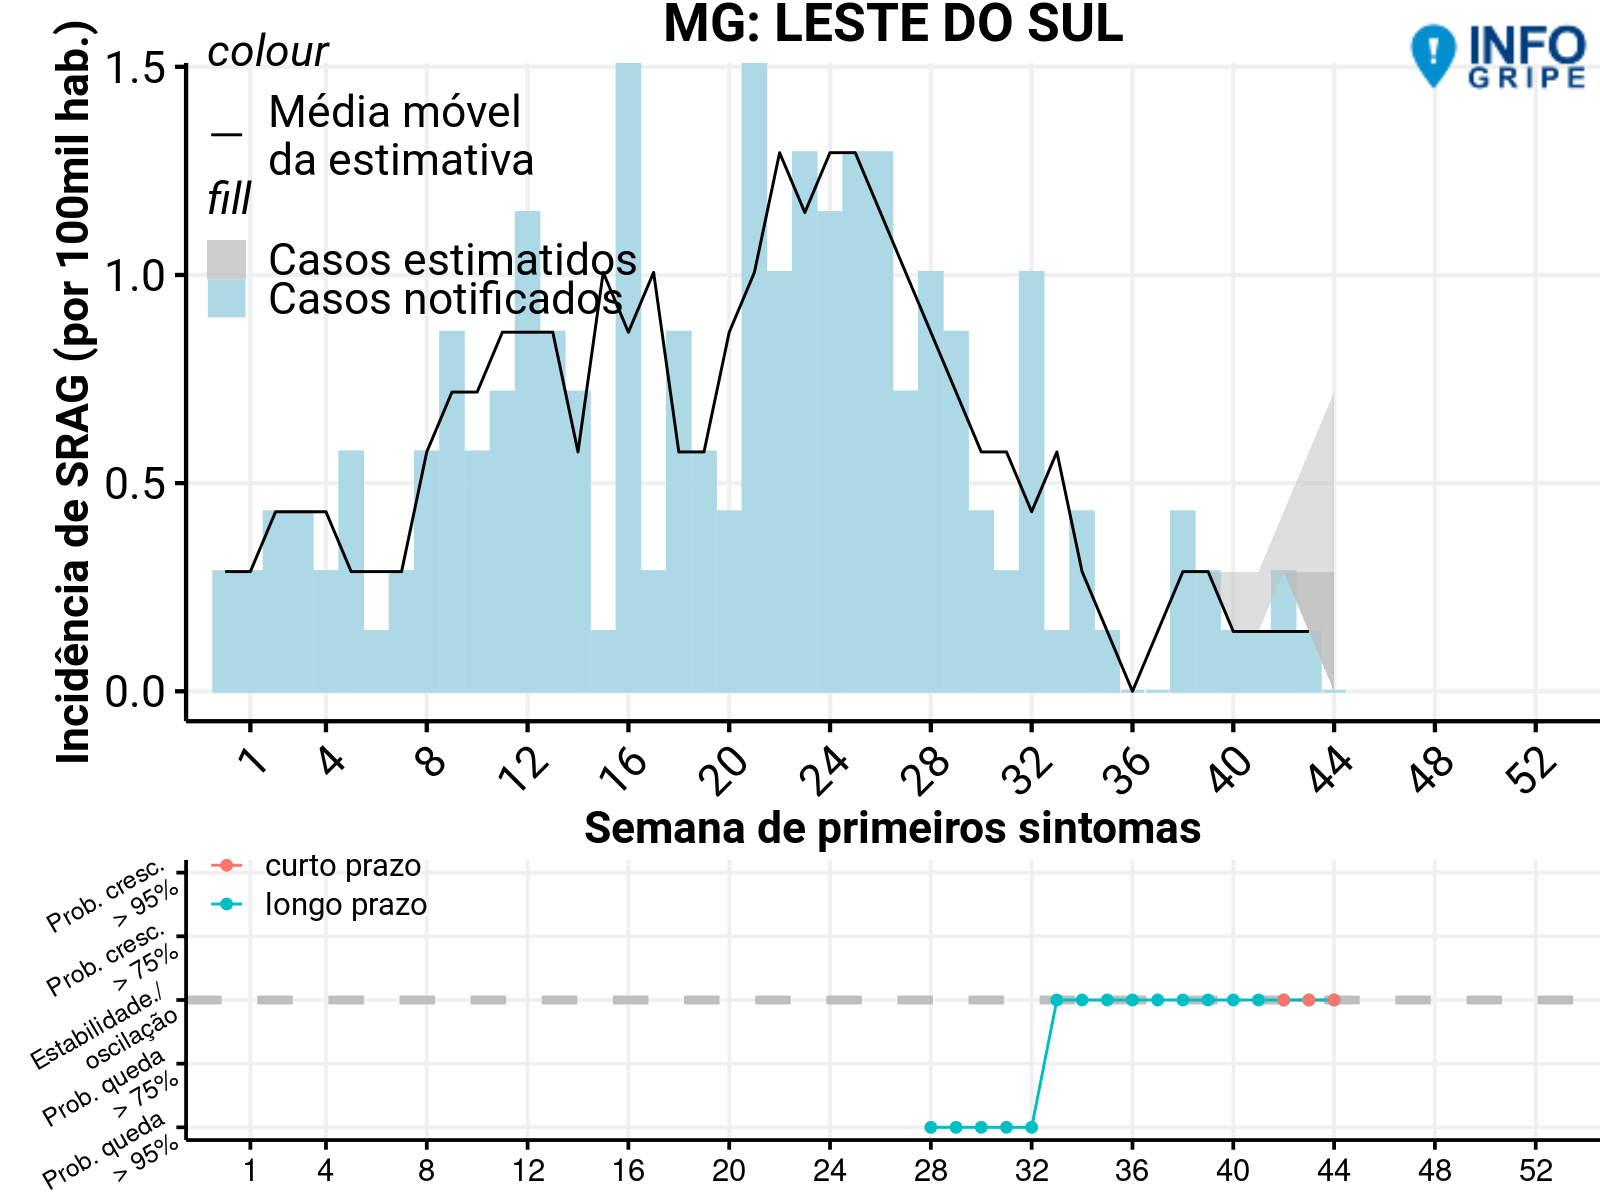 MG: LESTE DO SUL
INFO
GRIPE
Incidência de SRAG (por 100mil hab.)
1.5
1.0
0.5
0.0
colour
Média móvel
da estimativa
fill
Casos estimatidos
Casos notificados
1 4 8 12 16 20 24 28 32 36 40 44 48 52
Semana de primeiros sintomas
Prob. cresc.
> 95%
Prob. cresc.
> 75%
Estabilidade./
oscilação
Prob. queda
> 75%
Prob. queda
> 95%
curto prazo
longo prazo
1 4 8 12 16 20 24 28 32 36 40 44 48 52